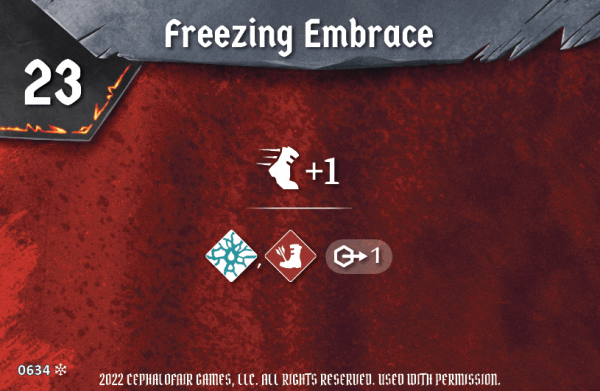 Freezing Embrace
23
+1
, 1
0634
2022 CEPHALOFAIR GAMES, LLC. ALL RIGHTS RESERVED. USED WITH PERMISSION.